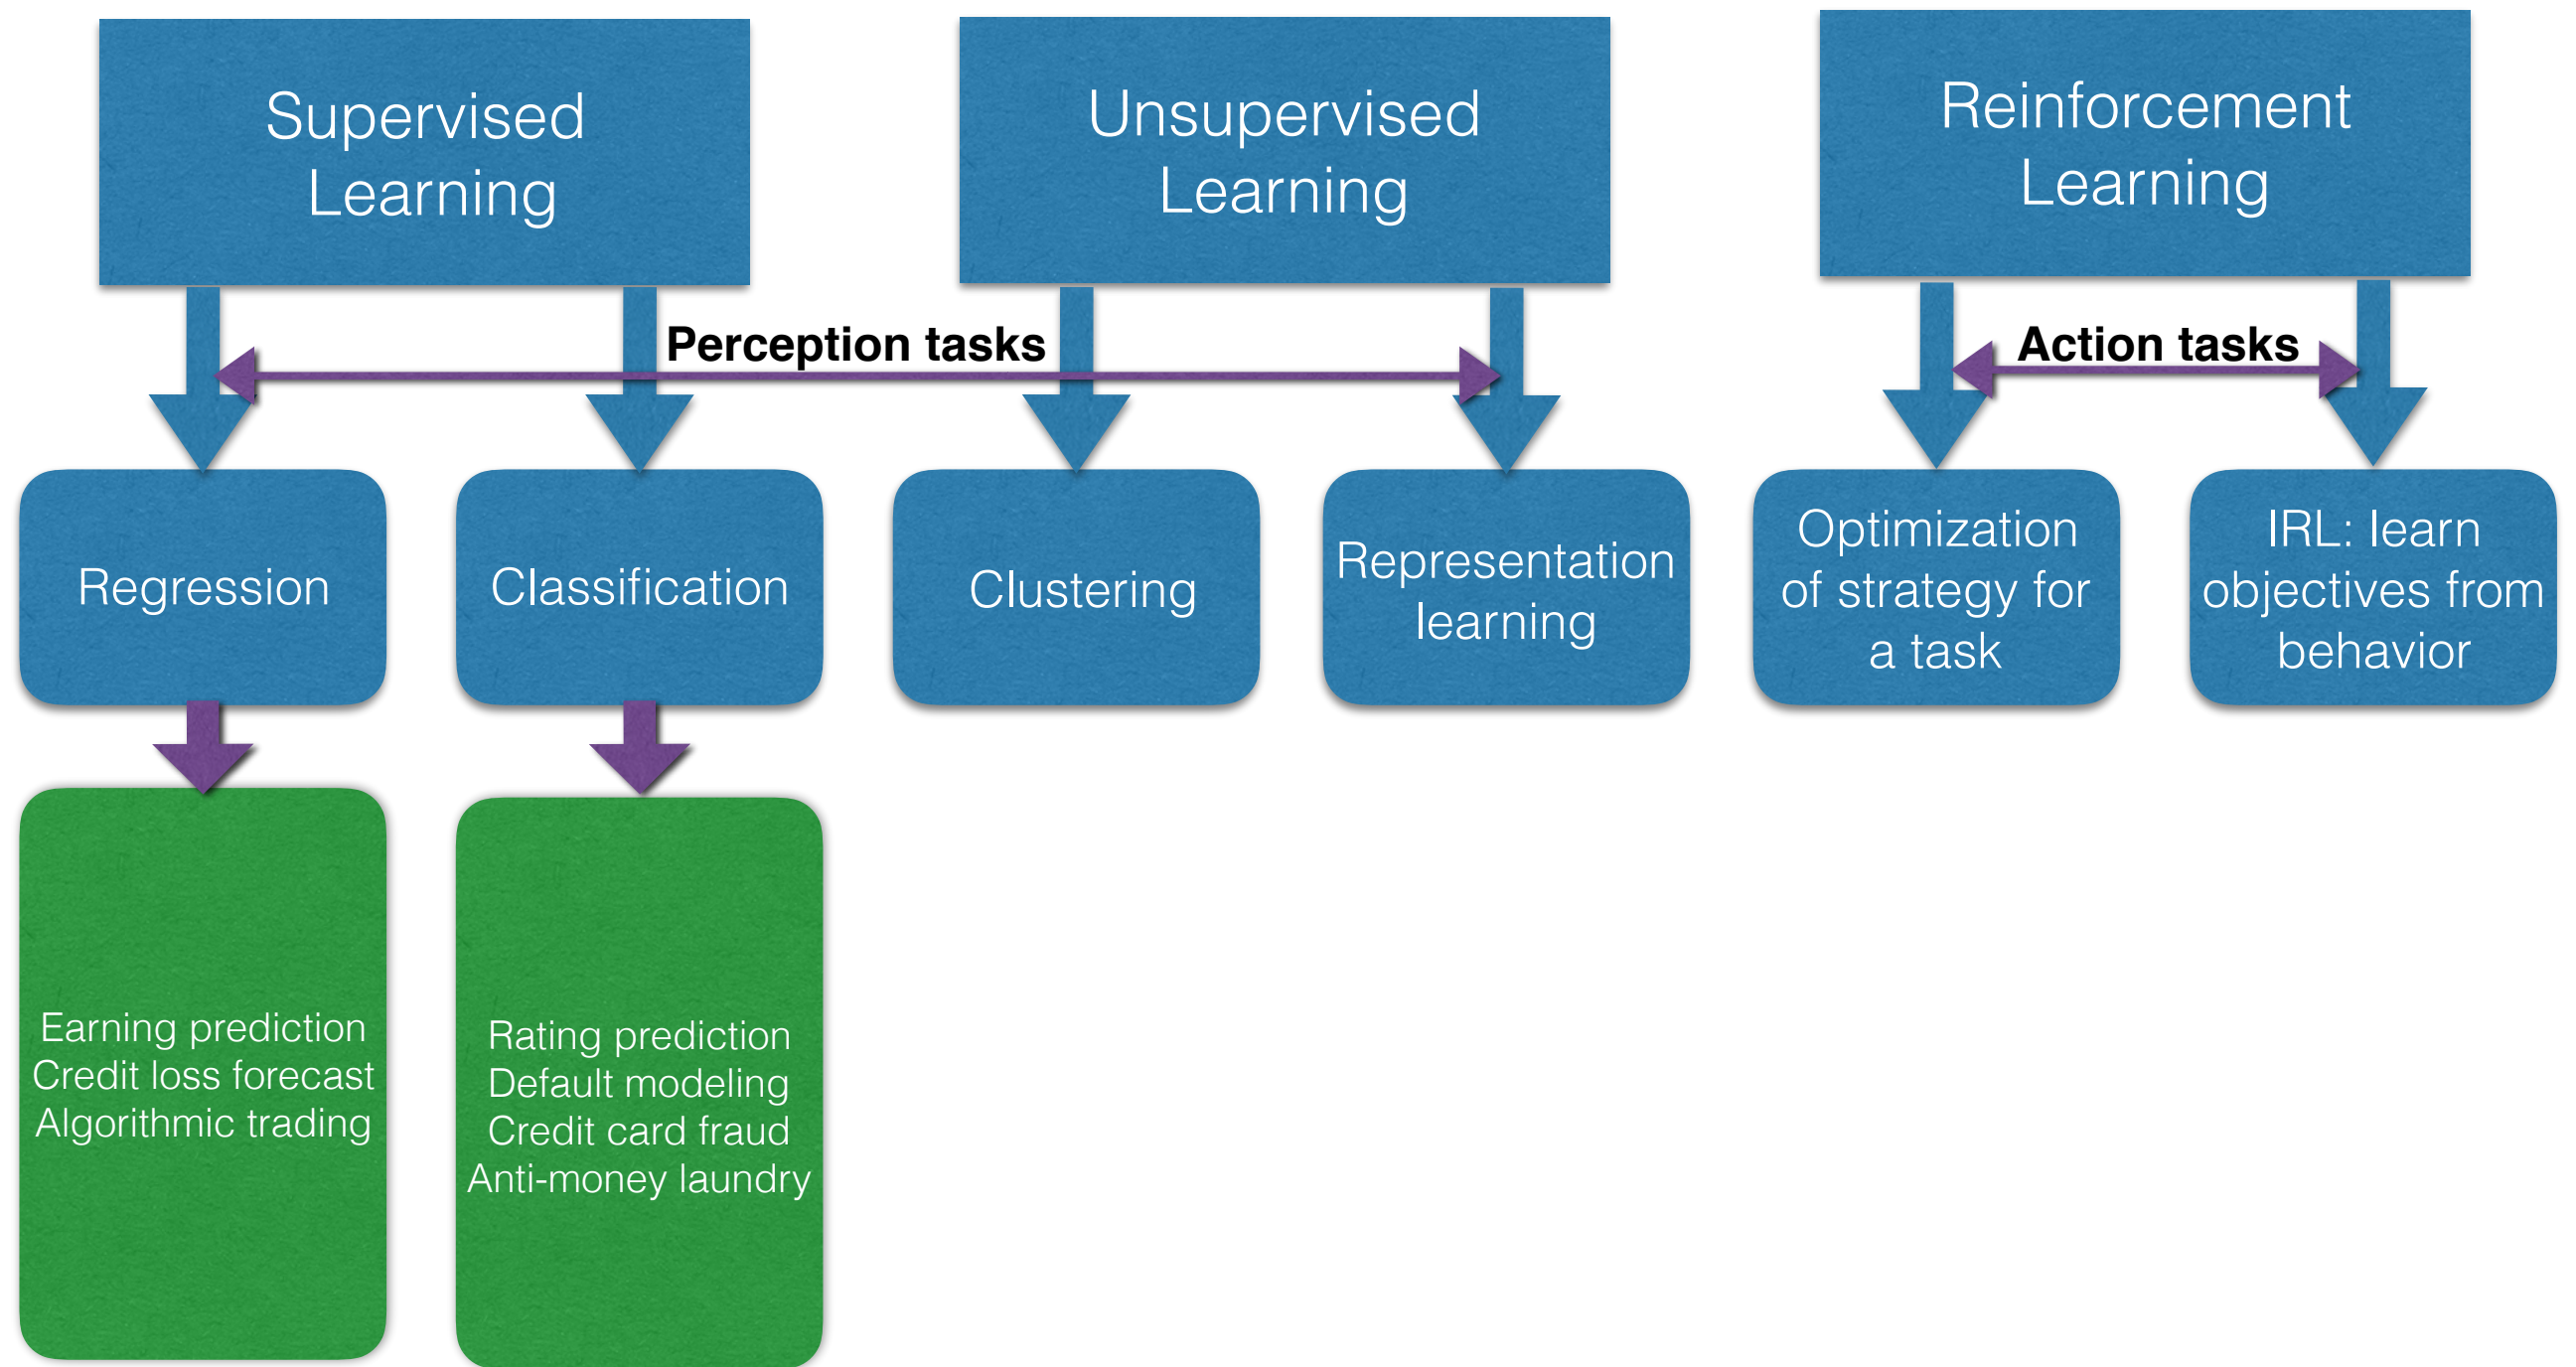 Supervised
Learning
Unsupervised
Learning
Reinforcement
Learning
Perception tasks
Action tasks
Regression
Classification
Clustering
Representation
learning
Optimization
of strategy for
a task
IRL: learn
objectives from
behavior
Earning prediction
Credit loss forecast
Algorithmic trading
Rating prediction
Default modeling
Credit card fraud
Anti-money laundry